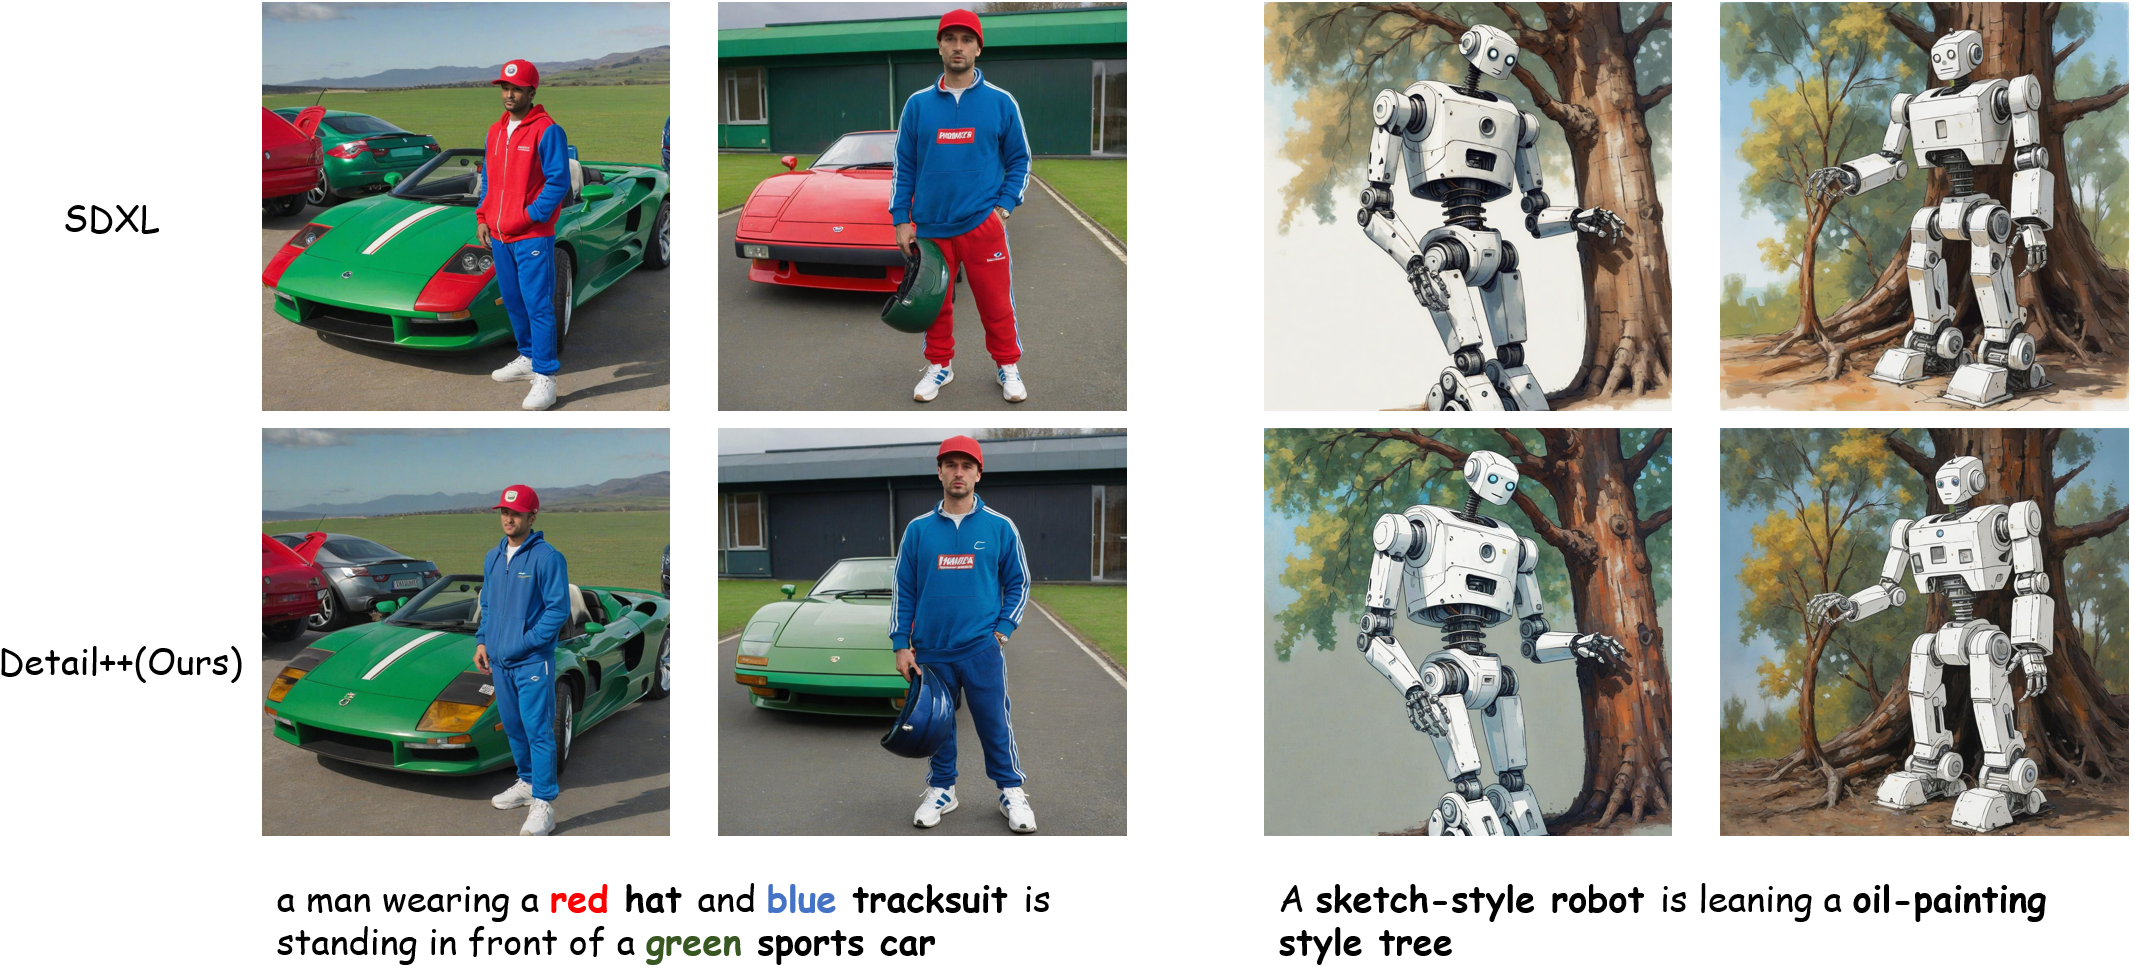 SDXL
Detail++(Ours)
a man wearing a red hat and blue tracksuit is
standing in front of a green sports car
A sketch-style robot is leaning a oil-painting
style tree